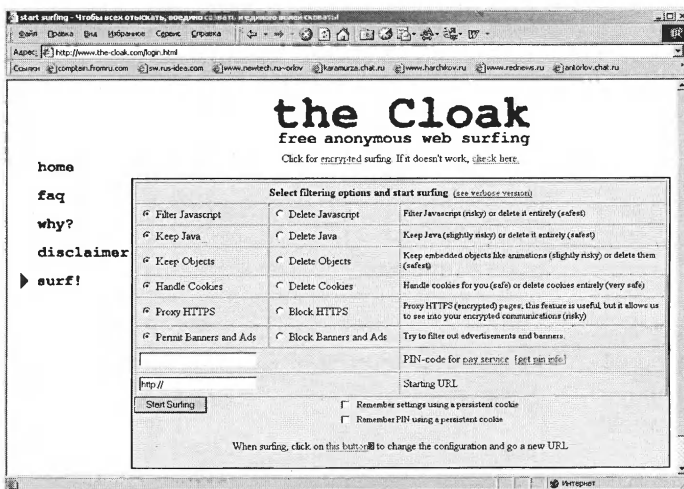 start surfing - Чтобы всех отыскать, воедино созвать и единою волей сковать!
Файл Правка Вид Избранное Сервис Справка
Адрес: http://www.the-cloak.com/login.html
Ссылки comptain.fromru.com sw.rus-idea.com www.newtech.ru~orlov karamurza.chat.ru www.harchikov.ru www.rednews.ru antorlov.chat.ru
the Cloak
free anonymous web surfing
Click for encrypted surfing. If it doesn't work, check here.
home
faq
why?
disclaimer
surf!
Select filtering options and start surfing (see verbose version)
Filter Javascript Delete Javascript Filter Javascript (risky) or delete it entirely (safest)
Keep Java Delete Java Keep Java (slightly risky) or delete it entirely (safest)
Keep Objects Delete Objects Keep embedded objects like animations (slightly risky) or delete them
(safest)
Handle Cookies Delete Cookies Handle cookies for you (safe) or delete cookies entirely (very safe)
Proxy HTTPS Block HTTPS Proxy HTTPS (encrypted) pages, this feature is useful, but it allows us
to see into your encrypted communications (risky)
Permit Banners and Ads Block Banners and Ads Try to filter out advertisements and banners.
PIN-code for pay service [get pin info]
http:// Starting URL
Start Surfing Remember settings using a persistent cookie
Remember PIN using a persistent cookie
When surfing, click on this button to change the configuration and go a new URL
Интернет